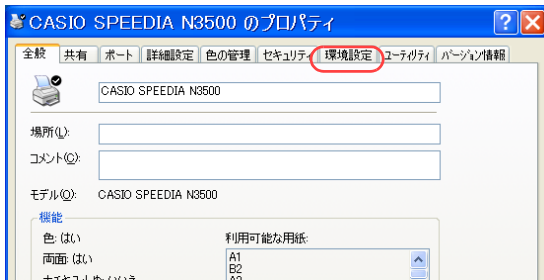 CASIO SPEEDIA N3500 のプロパティ
全般 共有 ポート 詳細設定 色の管理 セキュリティ 環境設定 ユーティリティ バージョン情報
CASIO SPEEDIA N3500
場所(L):
コメント(C):
モデル(O): CASIO SPEEDIA N3500
機能
色: はい 利用可能な用紙:
両面: はい A1
B2